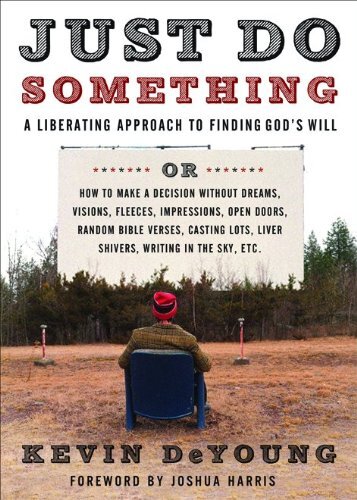 JUST DO
SOMETHING
A LIBERATING APPROACH TO FINDING GOD'S WILL
OR
HOW TO MAKE A DECISION WITHOUT DREAMS,
VISIONS, FLEECES, IMPRESSIONS, OPEN DOORS,
RANDOM BIBLE VERSES, CASTING LOTS, LIVER
SHIVERS, WRITING IN THE SKY, ETC.
KEVIN DeYOUNG
FOREWORD BY JOSHUA HARRIS